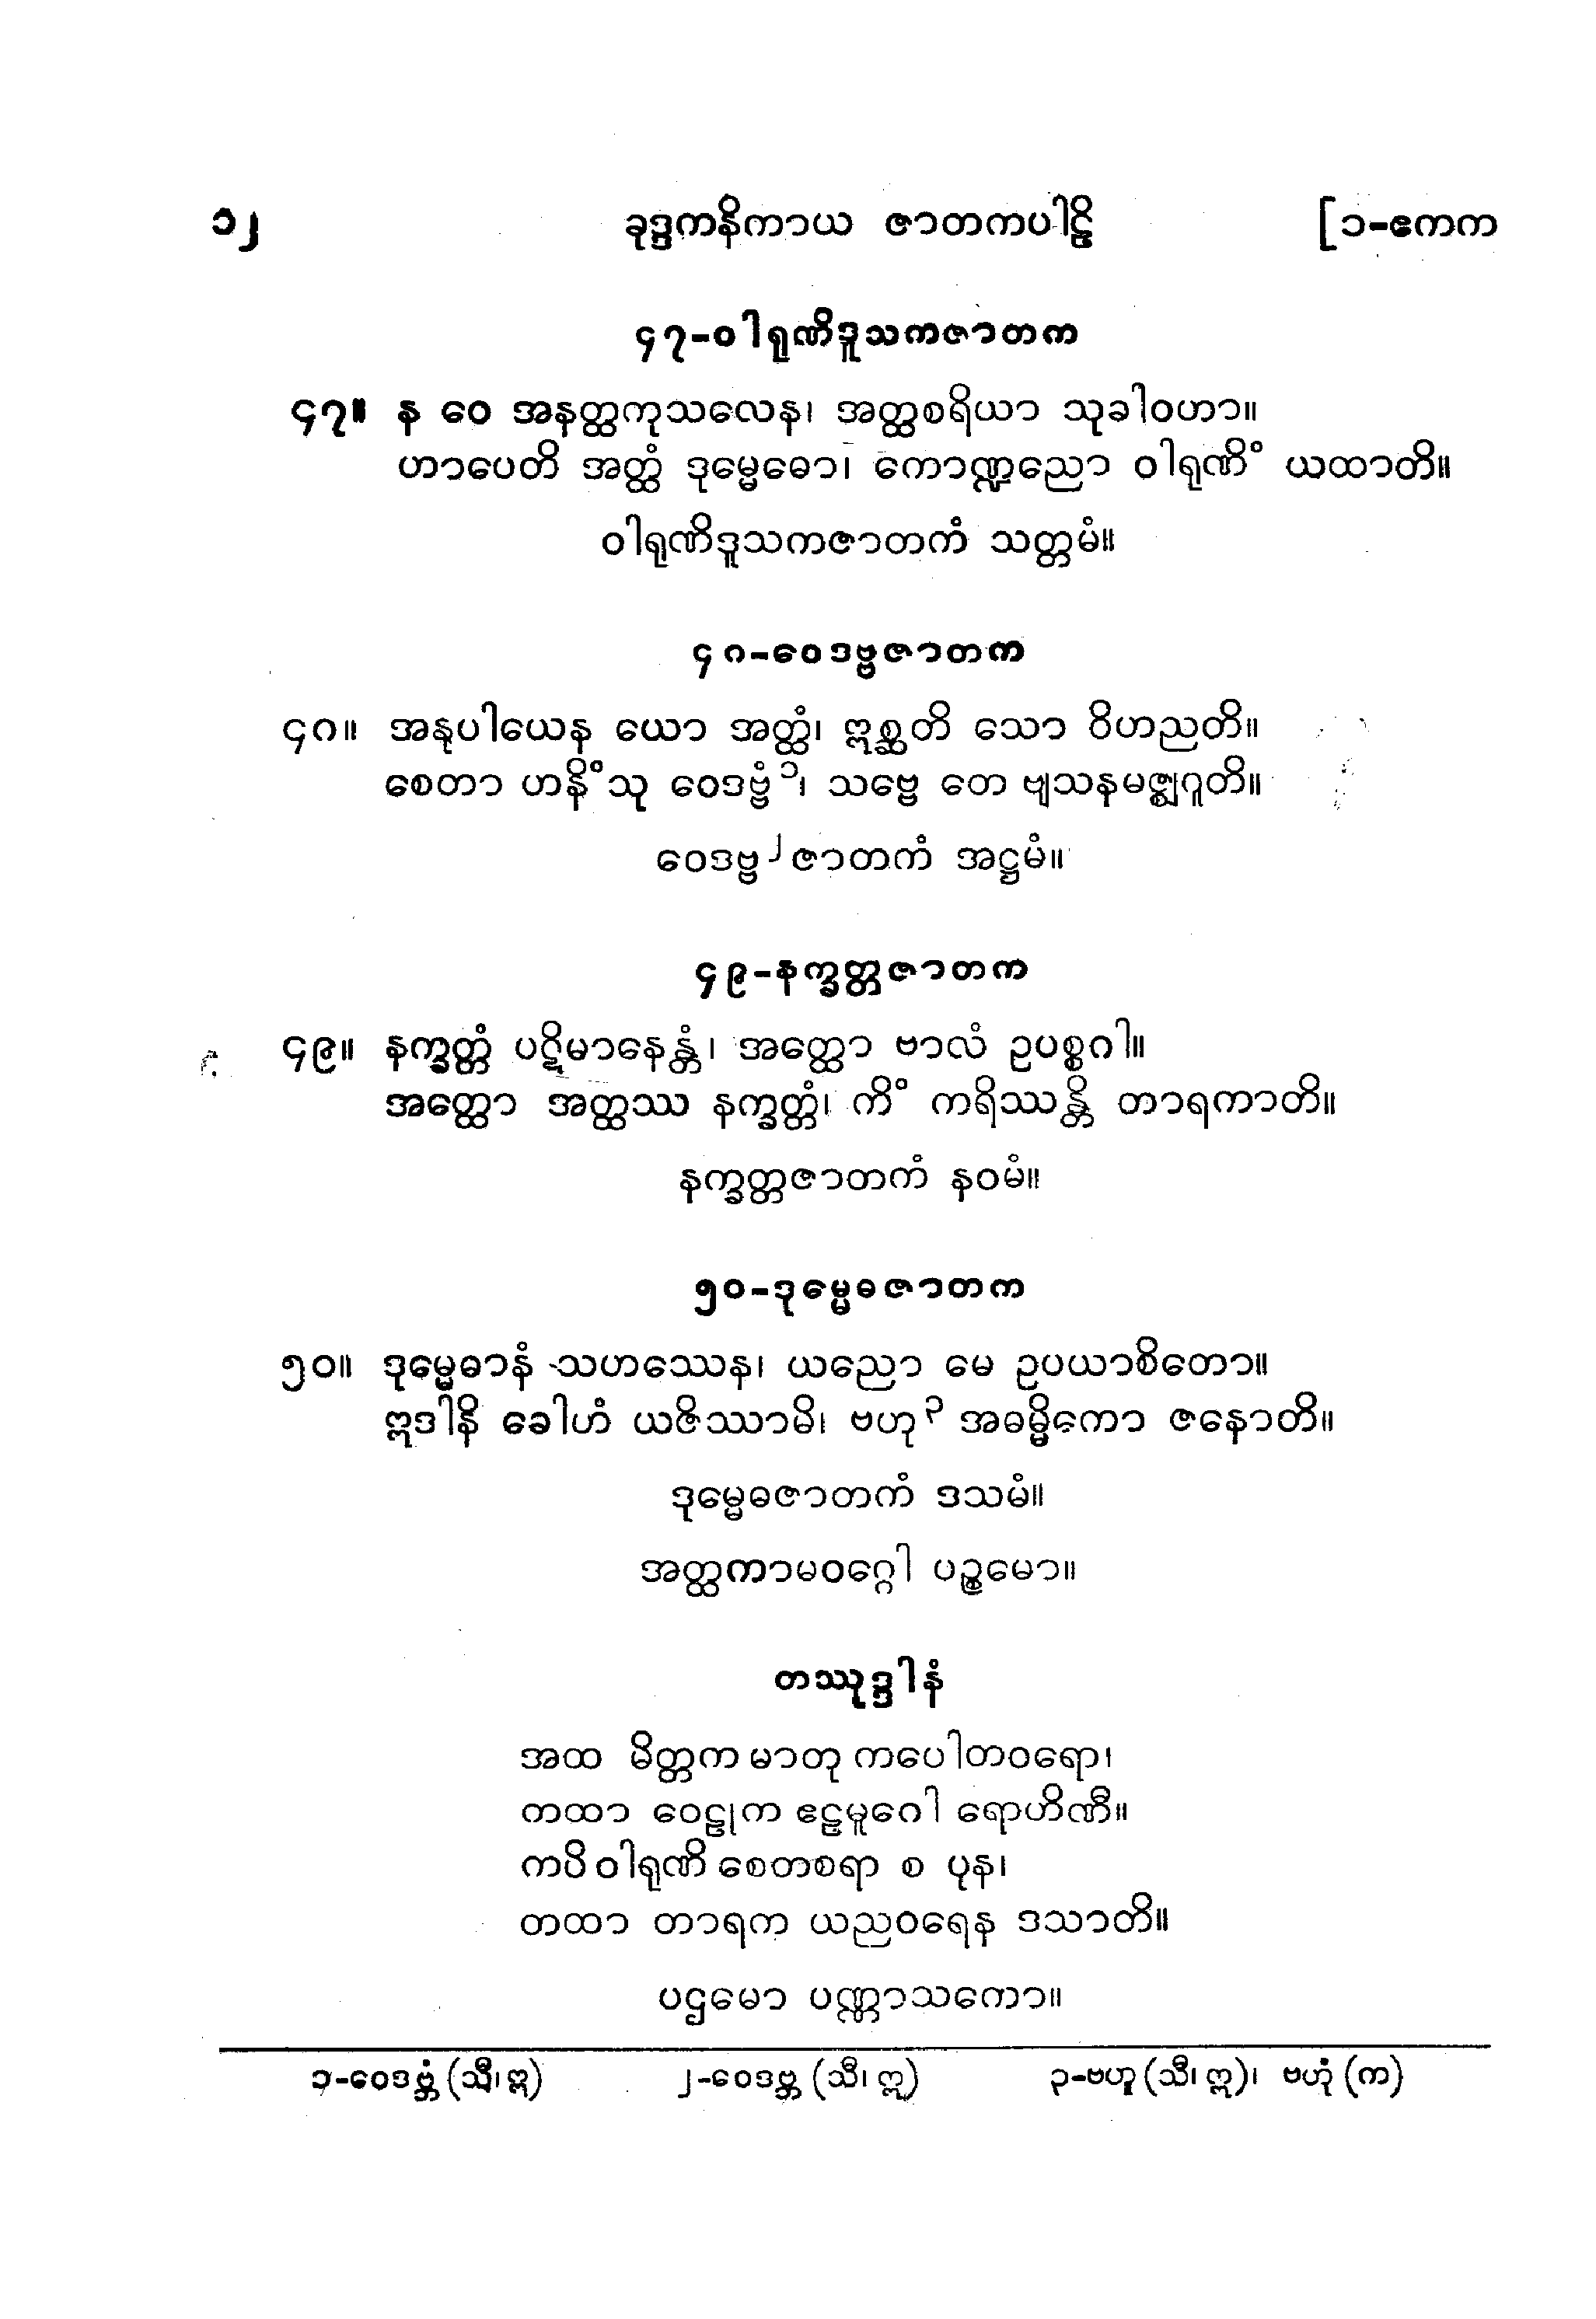 ၁၂ ခုဒ္ဒကနိကာယ ဇာတကပါဠိ [၁-ဧကက
၄၇-ဝါရုဏိဒူသကဇာတက
၄၇။ န ဝေ အနတ္ထကုသလေန၊ အတ္ထစရိယာ သုခါဝဟာ။
ဟာပေတိ အတ္ထံ ဒုမ္မေဓော၊ ကောဏ္ဍညော ဝါရုဏိံ ယထာတိ။
ဝါရုဏိဒူသကဇာတကံ သတ္တမံ။
၄၈-ဝေဒဗ္ဗဇာတက
၄၈။ အနုပါယေန ယော အတ္ထံ၊ ဣစ္ဆတိ သော ဝိဟညတိ။
စေတာ ဟနိံသု ဝေဒဗ္ဗံ၁၊ သဗ္ဗေ တေ ဗျသနမဇ္ဈဂူတိ။
ဝေဒဗ္ဗ၂ဇာတကံ အဋ္ဌမံ။
၄၉-နက္ခတ္တဇာတက
၄၉။ နက္ခတ္တံ ပဋိမာနေန္တံ၊ အတ္ထော ဗာလံ ဥပစ္စဂါ။
အတ္ထော အတ္ထဿ နက္ခတ္တံ၊ ကိံ ကရိဿန္တိ တာရကာတိ။
နက္ခတ္တဇာတကံ နဝမံ။
၅၀-ဒုမ္မေဓဇာတက
၅၀။ ဒုမ္မေဓာနံ သဟဿေန၊ ယညော မေ ဥပယာစိတော။
ဣဒါနိ ခေါဟံ ယဇိဿာမိ၊ ဗဟု၃ အဓမ္မိကော ဇနောတိ။
ဒုမ္မေဓဇာတကံ ဒသမံ။
အတ္ထကာမဝဂ္ဂေါ ပဉ္စမော။
တဿုဒ္ဒါနံ
အထ မိတ္တက မာတု ကပေါတဝရော၊
ကထာ ဝေဠုက ဧဠမူဂေါ ရောဟိဏီ။
ကပိ ဝါရုဏိ စေတစရာ စ ပုန၊
တထာ တာရက ယညဝရေန ဒသာတိ။
ပဌမော ပဏ္ဏာသကော။
၁-ဝေဒဗ္ဘံ (သီ၊ ဣ) ၂-ဝေဒဗ္ဘ (သီ၊ ဣ) ၃-ဗဟူ (သီ၊ ဣ)၊ ဗဟုံ (က)